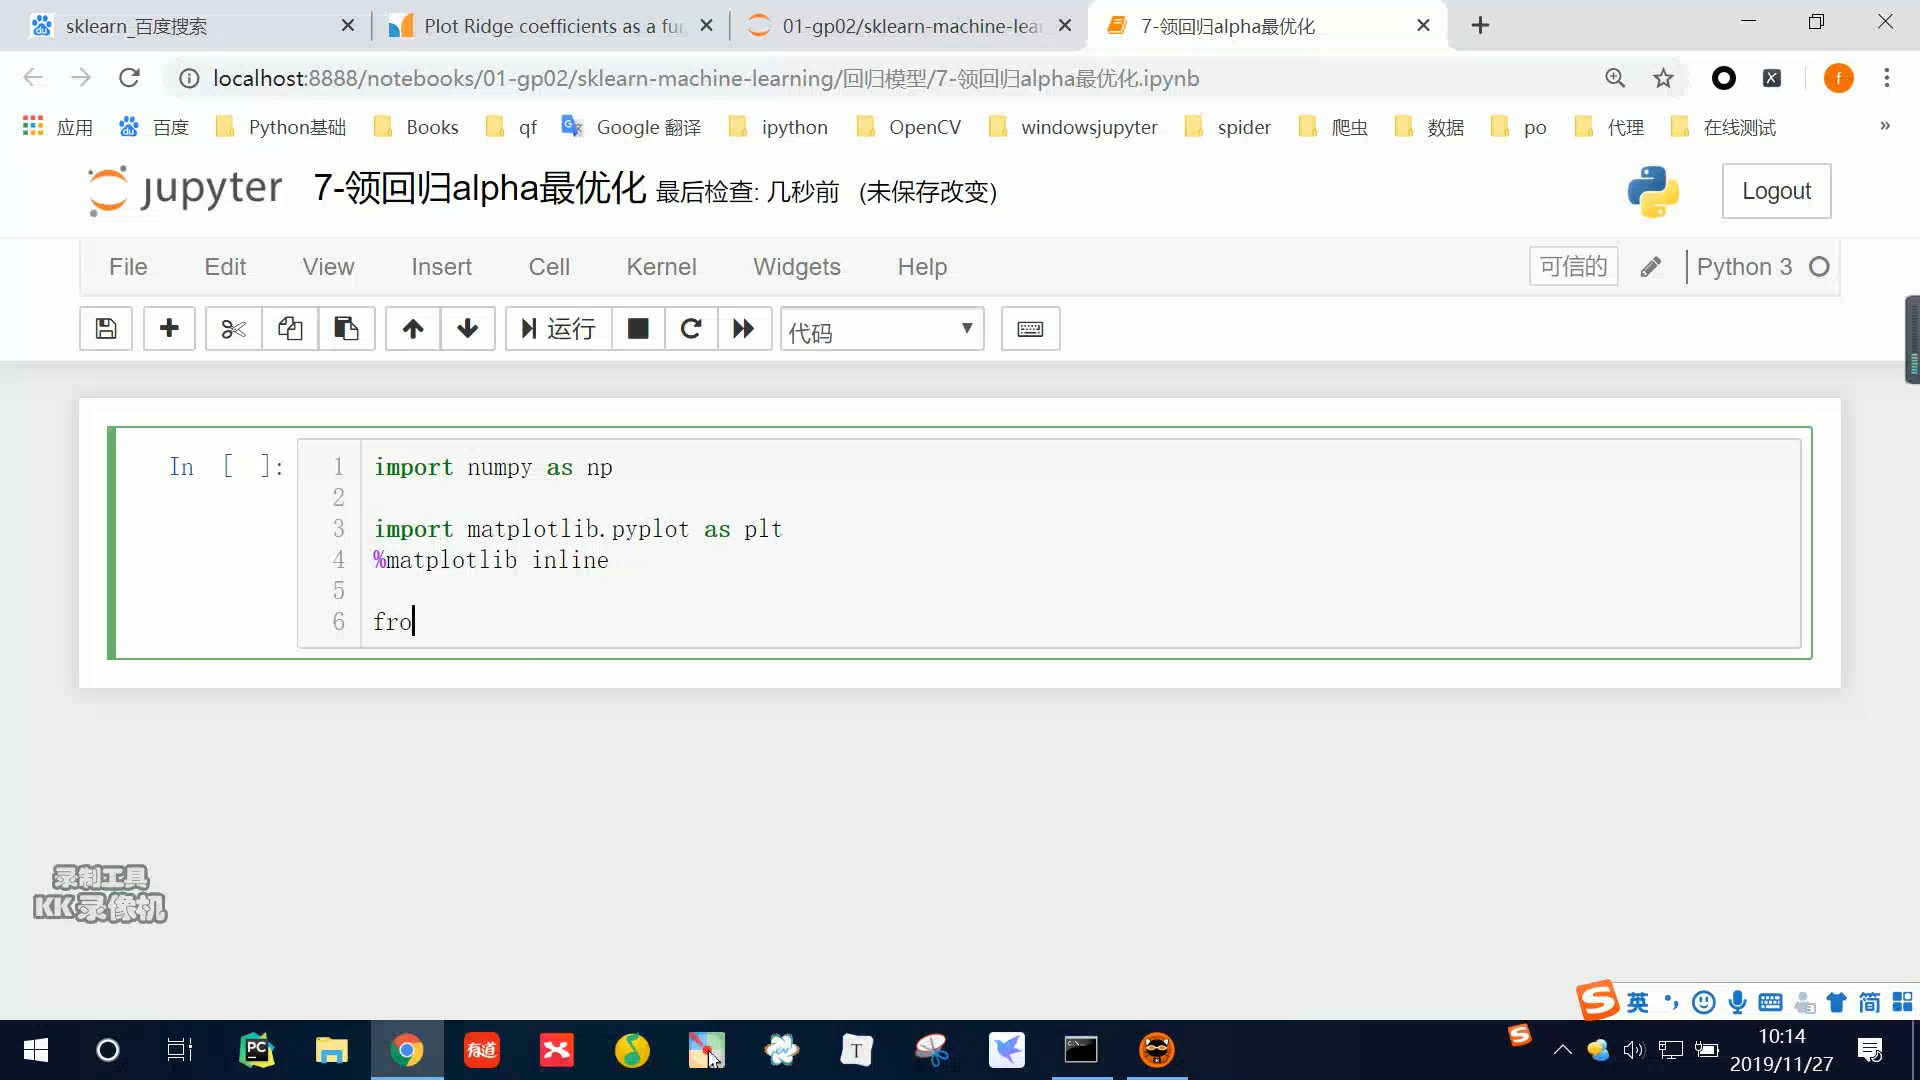 sklearn_百度搜索
Plot Ridge coefficients as a fur
01-gp02/sklearn-machine-lear
7-领回归alpha最优化
localhost:8888/notebooks/01-gp02/sklearn-machine-learning/回归模型/7-领回归alpha最优化.ipynb
f
应用
百度
Python基础
Books
qf
Google 翻译
ipython
OpenCV
windowsjupyter
spider
爬虫
数据
po
代理
在线测试
»
jupyter 7-领回归alpha最优化 最后检查: 几秒前 (未保存改变)
Logout
File Edit View Insert Cell Kernel Widgets Help
可信的
Python 3
运行
代码
In [ ]:
1 import numpy as np
2
3 import matplotlib.pyplot as plt
4 %matplotlib inline
5
6 fro
录制工具
KK录像机
英
简
PC
有道
T
10:14
2019/11/27